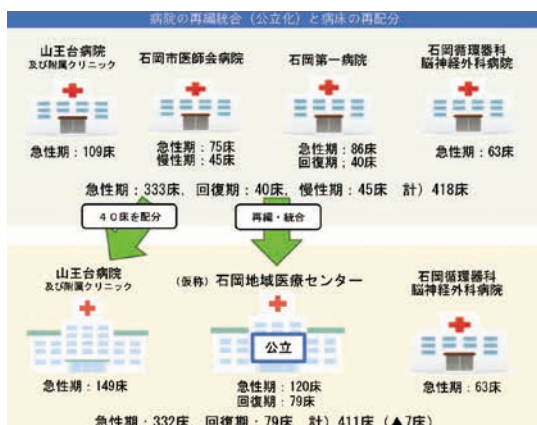 病院の再編統合（公立化）と病床の再配分
山王台病院
及び附属クリニック
石岡市医師会病院
石岡第一病院
石岡循環器科
脳神経外科病院
急性期：109床
急性期：75床
慢性期：45床
急性期：86床
回復期：40床
急性期：63床
急性期：333床，回復期：40床，慢性期：45床　計）418床
４０床を配分
再編・統合
山王台病院
及び附属クリニック
（仮称）石岡地域医療センター
石岡循環器科
脳神経外科病院
公立
急性期：149床
急性期：120床
回復期：79床
急性期：63床
急性期：332床，回復期：79床，計）411床（▲7床）